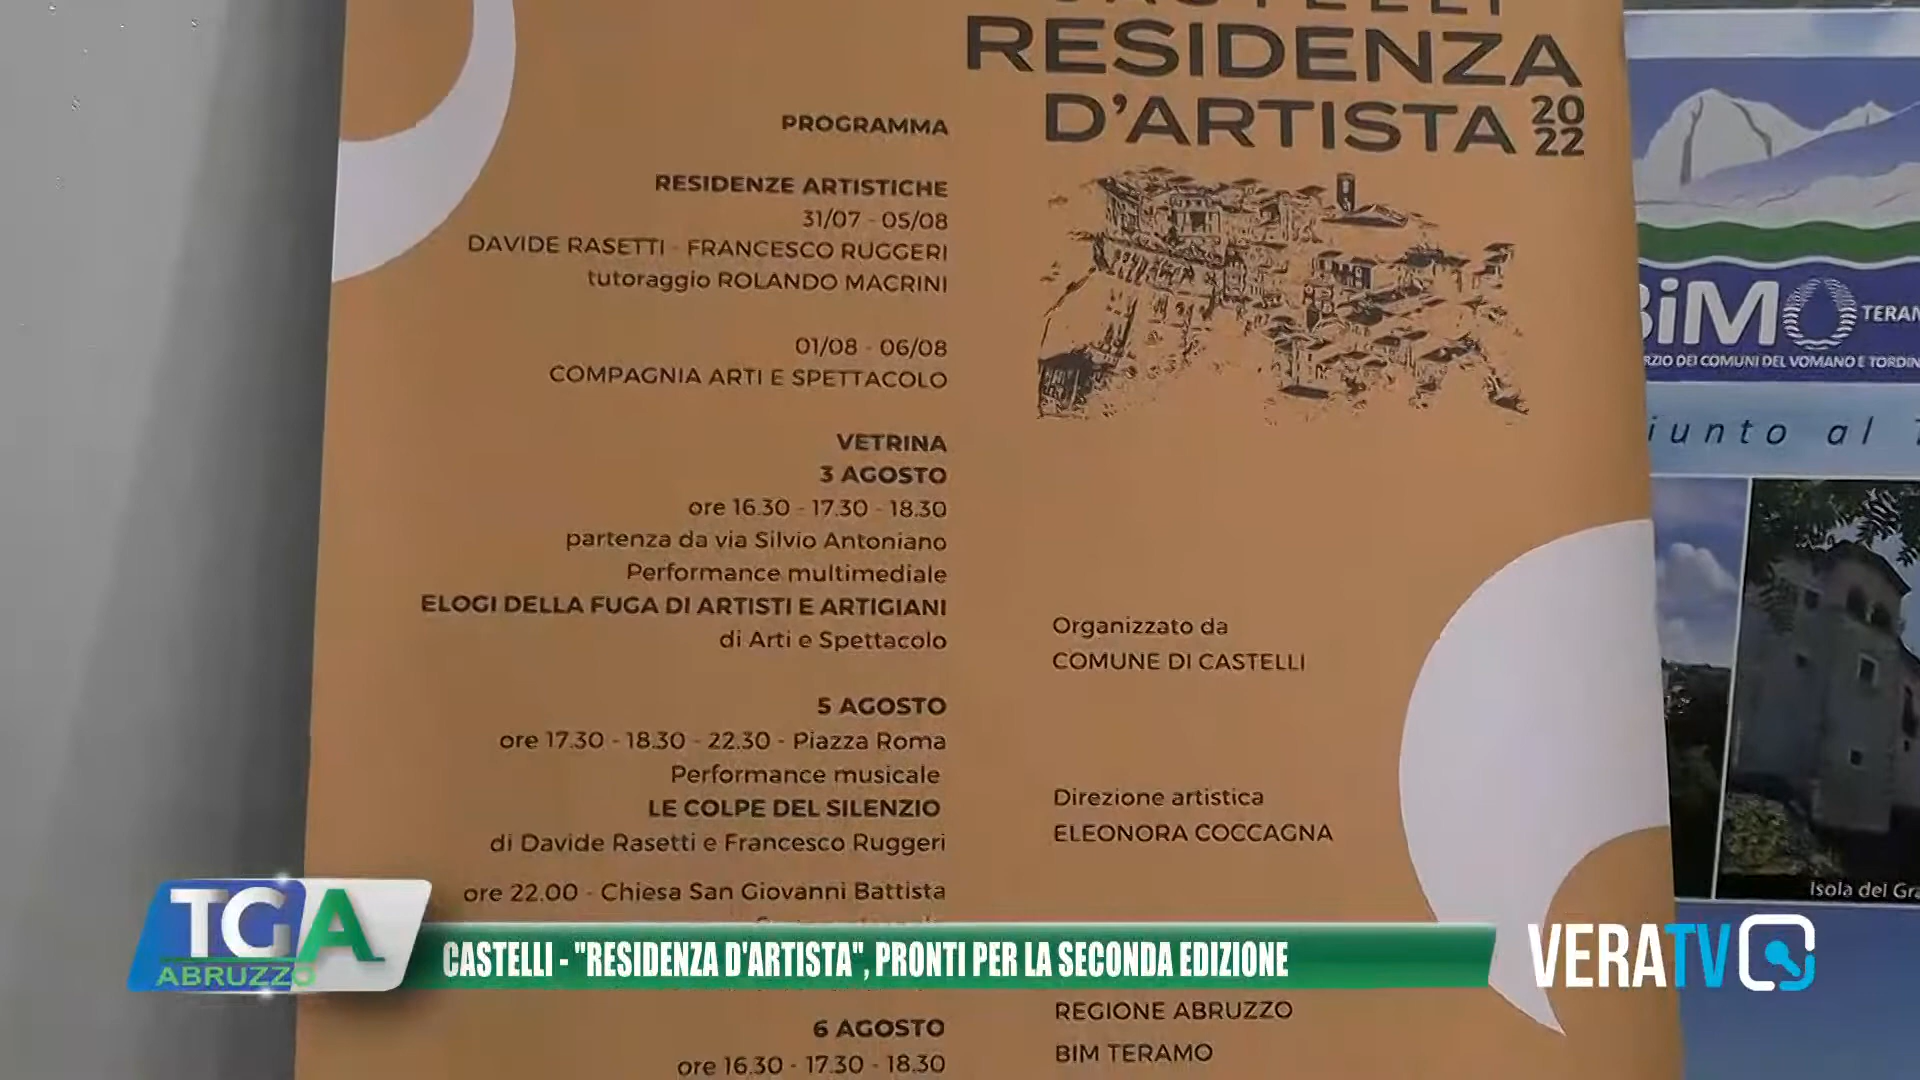 CASTELLI
RESIDENZA
D'ARTISTA 2022
PROGRAMMA
RESIDENZE ARTISTICHE
31/07 - 05/08
DAVIDE RASETTI - FRANCESCO RUGGERI
tutoraggio ROLANDO MACRINI
01/08 - 06/08
COMPAGNIA ARTI E SPETTACOLO
VETRINA
3 AGOSTO
ore 16.30 - 17.30 - 18.30
partenza da via Silvio Antoniano
Performance multimediale
ELOGI DELLA FUGA DI ARTISTI E ARTIGIANI
di Arti e Spettacolo
5 AGOSTO
ore 17.30 - 18.30 - 22.30 - Piazza Roma
Performance musicale
LE COLPE DEL SILENZIO
di Davide Rasetti e Francesco Ruggeri
ore 22.00 - Chiesa San Giovanni Battista
6 AGOSTO
ore 16.30 - 17.30 - 18.30
Organizzato da
COMUNE DI CASTELLI
Direzione artistica
ELEONORA COCCAGNA
REGIONE ABRUZZO
BIM TERAMO
BiM TERAM
RZIO DEI COMUNI DEL VOMANO E TORDIN
iunto al
Isola del Gra
TGA
ABRUZZO
CASTELLI - "RESIDENZA D'ARTISTA", PRONTI PER LA SECONDA EDIZIONE
VERATV